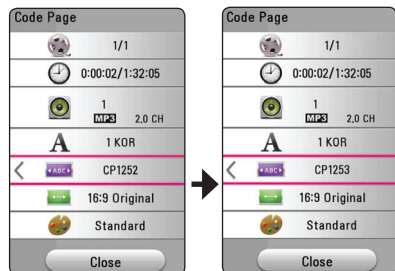 Code Page
1/1
0:00:02/1:32:05
1
MP3 2.0 CH
A 1 KOR
ABC CP1252
16:9 Original
Standard
Close
Code Page
1/1
0:00:02/1:32:05
1
MP3 2.0 CH
A 1 KOR
ABC CP1253
16:9 Original
Standard
Close